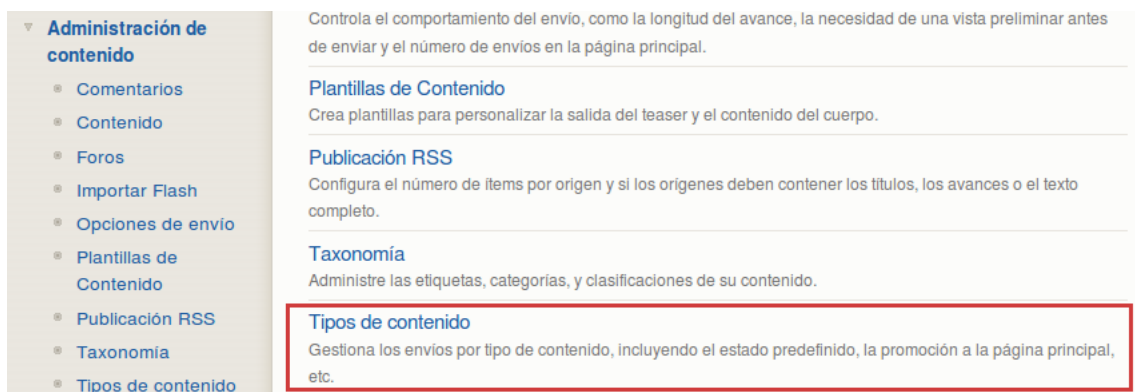 Administración de
contenido
Comentarios
Contenido
Foros
Importar Flash
Opciones de envío
Plantillas de
Contenido
Publicación RSS
Taxonomía
Tipos de contenido
Controla el comportamiento del envío, como la longitud del avance, la necesidad de una vista preliminar antes
de enviar y el número de envíos en la página principal.
Plantillas de Contenido
Crea plantillas para personalizar la salida del teaser y el contenido del cuerpo.
Publicación RSS
Configura el número de ítems por origen y si los orígenes deben contener los títulos, los avances o el texto
completo.
Taxonomía
Administre las etiquetas, categorías, y clasificaciones de su contenido.
Tipos de contenido
Gestiona los envíos por tipo de contenido, incluyendo el estado predefinido, la promoción a la página principal,
etc.